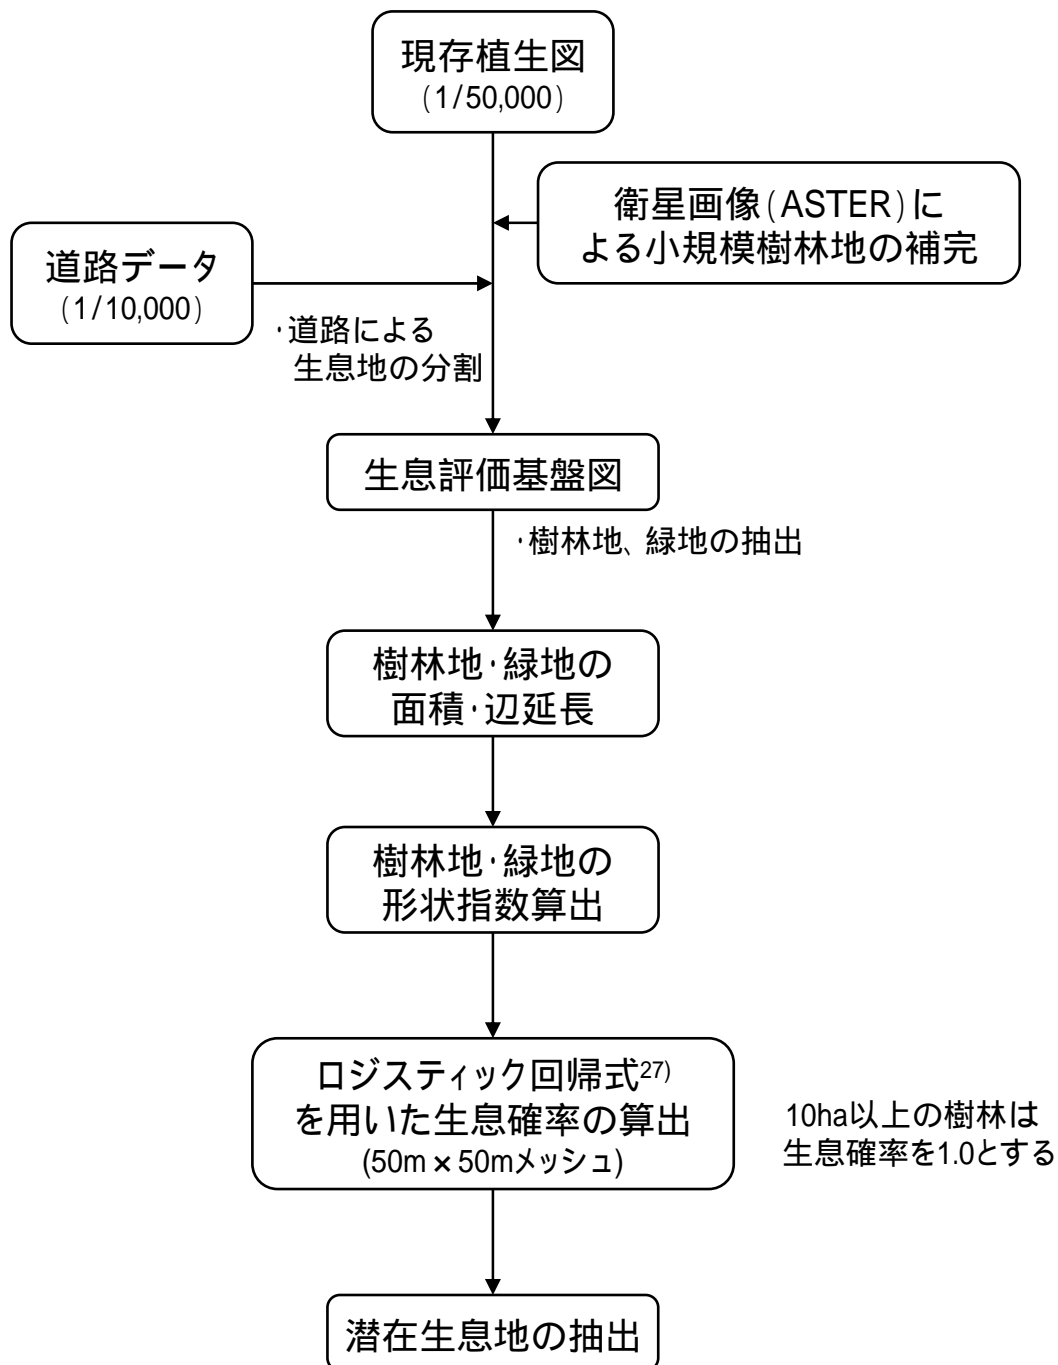 現存植生図
(1/50,000)
衛星画像(ASTER)に
よる小規模樹林地の補完
道路データ
(1/10,000)
･道路による
生息地の分割
生息評価基盤図
･樹林地、緑地の抽出
樹林地･緑地の
面積･辺延長
樹林地･緑地の
形状指数算出
ロジスティック回帰式27)
を用いた生息確率の算出
(50m×50mメッシュ)
10ha以上の樹林は
生息確率を1.0とする
潜在生息地の抽出